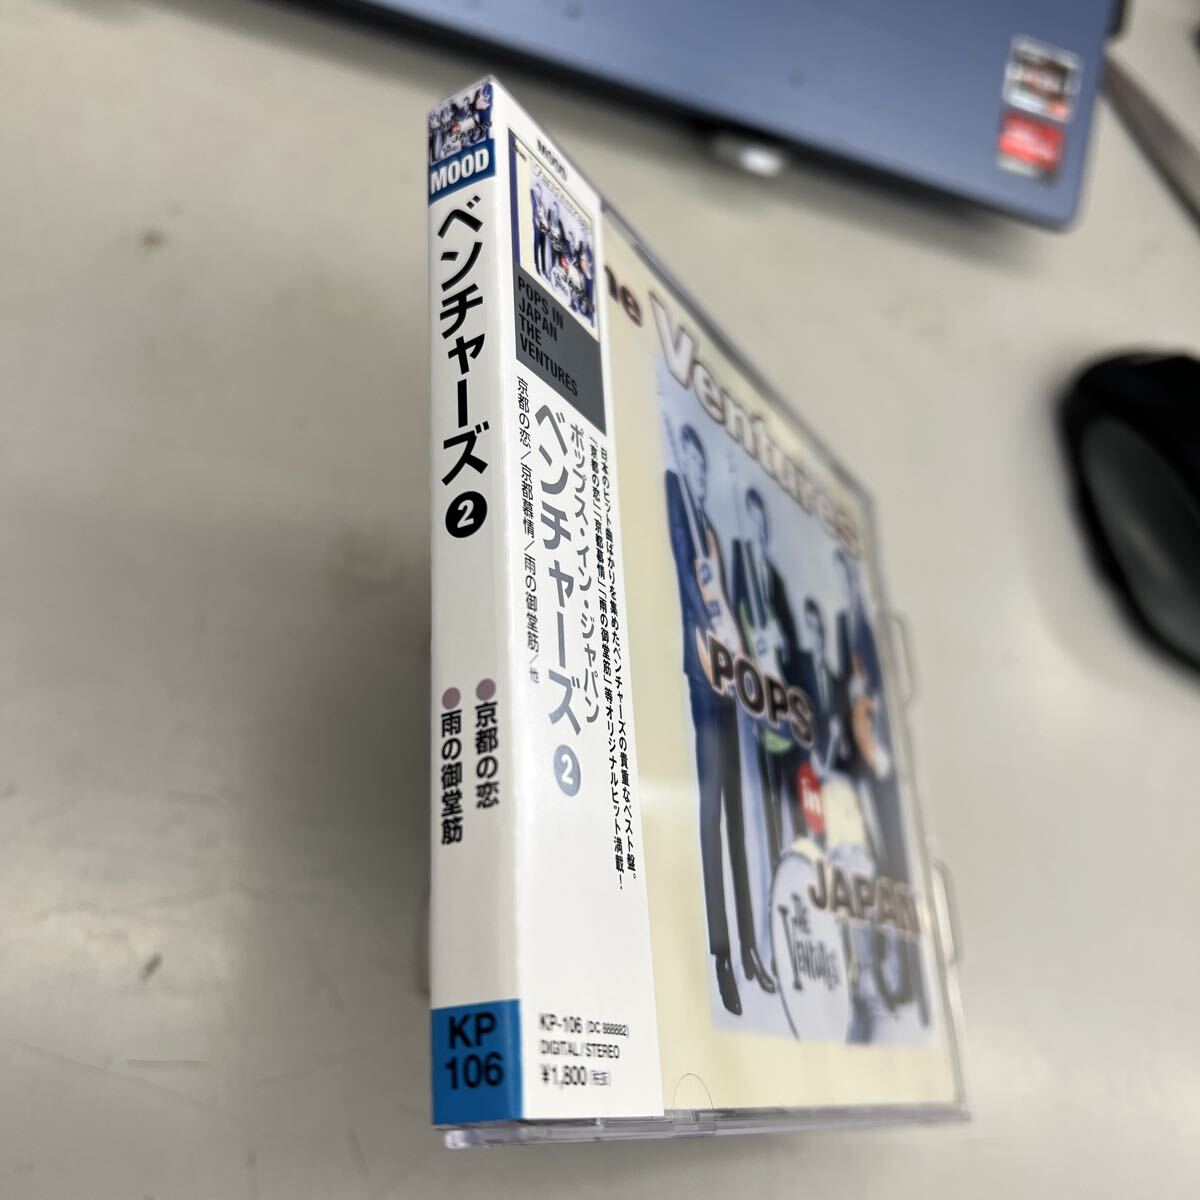 MOOD
ベンチャーズ ❷
●京都の恋
●雨の御堂筋
KP
106
MOOD
POPS IN
JAPAN
THE
VENTURES
日本のヒット曲ばかりを集めたベンチャーズの貴重なベスト盤。
「京都の恋」「京都慕情」「雨の御堂筋」等オリジナルヒット満載!
ポップス・イン・ジャパン
ベンチャーズ ❷
京都の恋/京都慕情/雨の御堂筋/他
KP-106 (DC 888882)
DIGITAL/STEREO
¥1,800
Ventures
POPS
in
JAPAN
THE
VENTURES